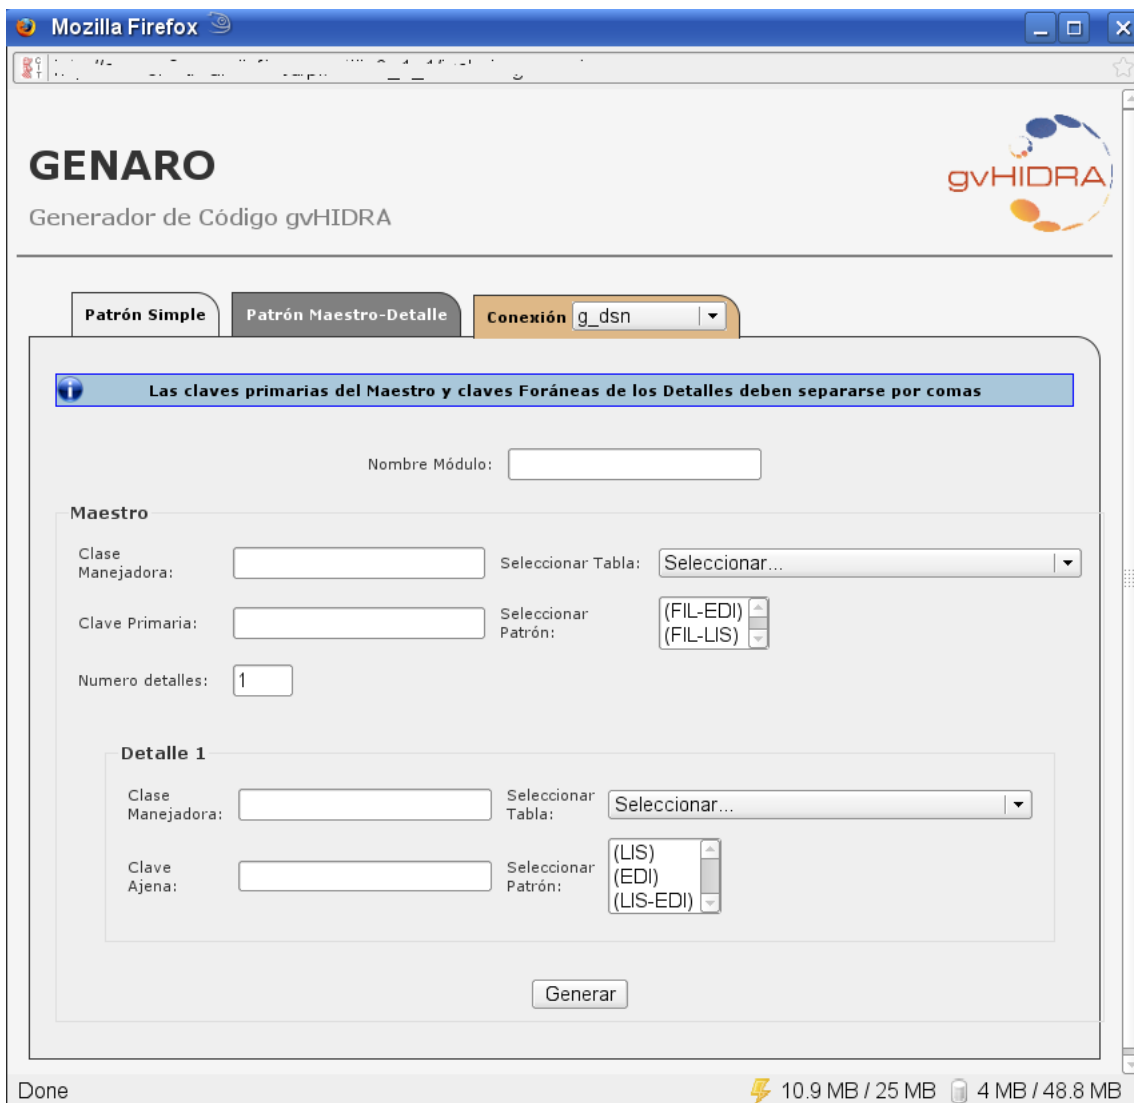 Mozilla Firefox
GENARO
gvHIDRA
Generador de Código gvHIDRA
Patrón Simple
Patrón Maestro-Detalle
Conexión g_dsn
Las claves primarias del Maestro y claves Foráneas de los Detalles deben separarse por comas
Nombre Módulo:
Maestro
Clase
Manejadora:
Seleccionar Tabla:
Seleccionar...
Clave Primaria:
Seleccionar
Patrón:
(FIL-EDI)
(FIL-LIS)
Numero detalles:
1
Detalle 1
Clase
Manejadora:
Seleccionar
Tabla:
Seleccionar...
Clave
Ajena:
Seleccionar
Patrón:
(LIS)
(EDI)
(LIS-EDI)
Generar
Done
10.9 MB / 25 MB
4 MB / 48.8 MB